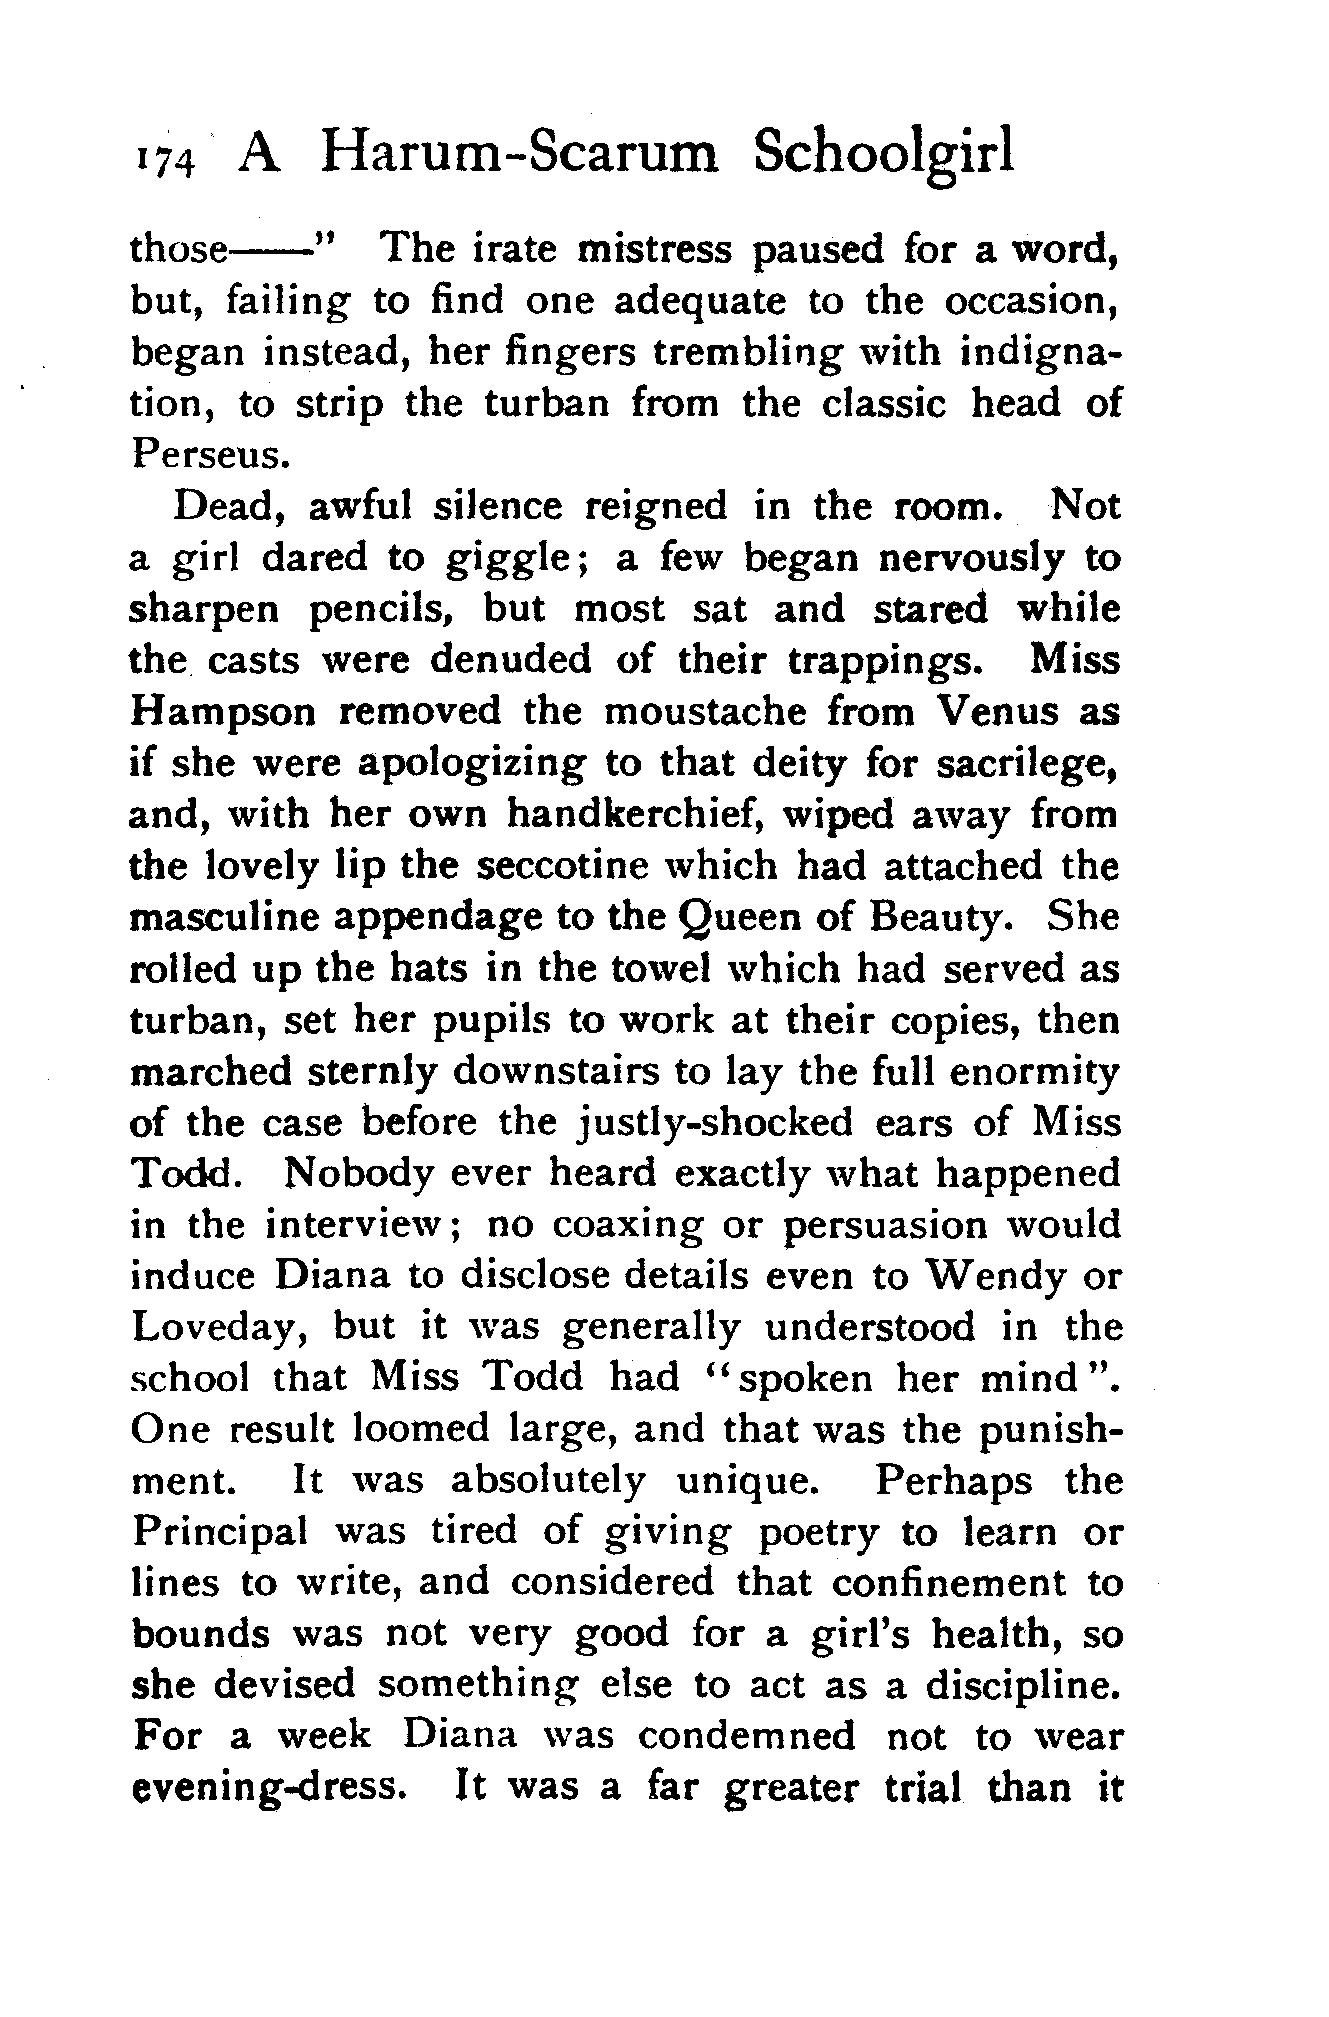 174 A Harum-Scarum Schoolgirl
those——" The irate mistress paused for a word,
but, failing to find one adequate to the occasion,
began instead, her fingers trembling with indigna-
tion, to strip the turban from the classic head of
Perseus.
Dead, awful silence reigned in the room. Not
a girl dared to giggle; a few began nervously to
sharpen pencils, but most sat and stared while
the casts were denuded of their trappings. Miss
Hampson removed the moustache from Venus as
if she were apologizing to that deity for sacrilege,
and, with her own handkerchief, wiped away from
the lovely lip the seccotine which had attached the
masculine appendage to the Queen of Beauty. She
rolled up the hats in the towel which had served as
turban, set her pupils to work at their copies, then
marched sternly downstairs to lay the full enormity
of the case before the justly-shocked ears of Miss
Todd. Nobody ever heard exactly what happened
in the interview; no coaxing or persuasion would
induce Diana to disclose details even to Wendy or
Loveday, but it was generally understood in the
school that Miss Todd had "spoken her mind".
One result loomed large, and that was the punish-
ment. It was absolutely unique. Perhaps the
Principal was tired of giving poetry to learn or
lines to write, and considered that confinement to
bounds was not very good for a girl's health, so
she devised something else to act as a discipline.
For a week Diana was condemned not to wear
evening-dress. It was a far greater trial than it